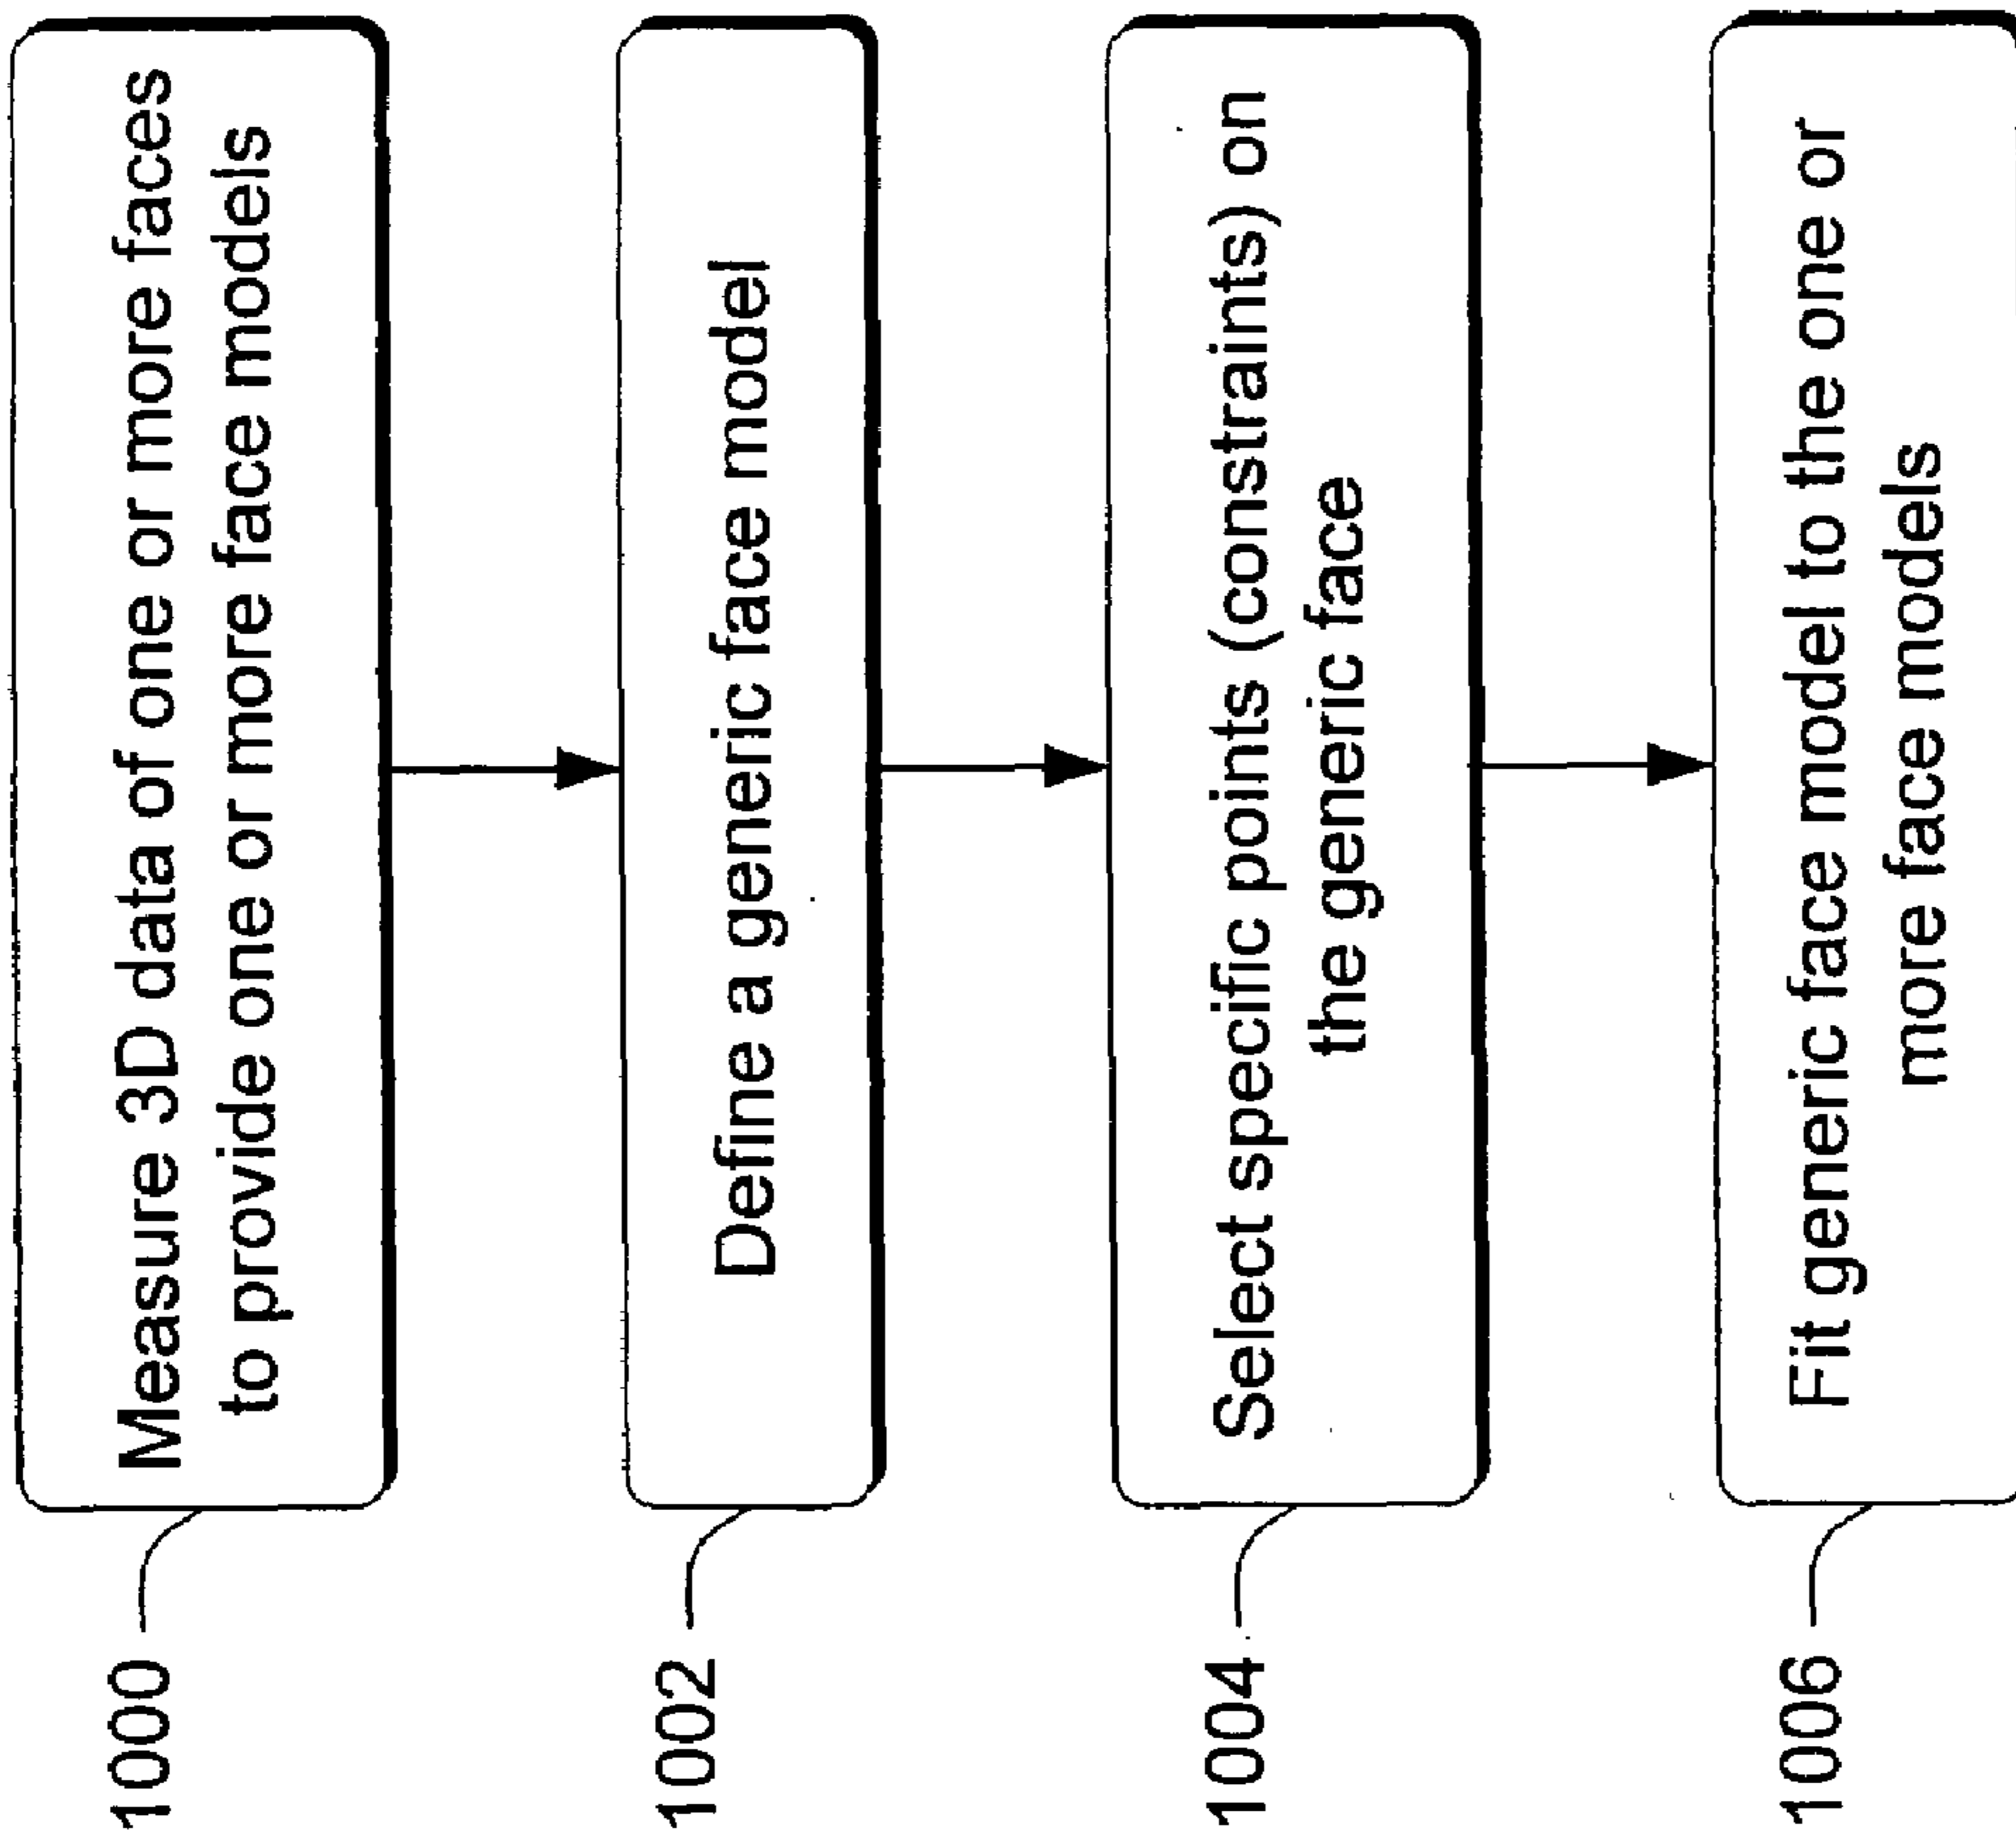 1000
Measure 3D data of one or more faces
to provide one or more face models
1002
Define a generic face model
1004
Select specific points (constraints) on
the generic face
1006
Fit generic face model to the one or
more face models